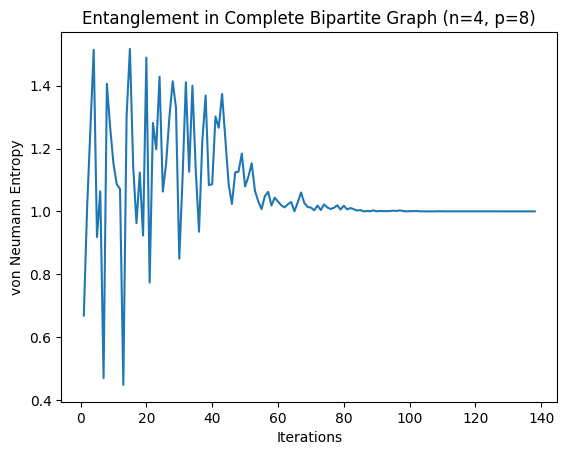 Entanglement in Complete Bipartite Graph (n=4, p=8)
von Neumann Entropy
1.4
1.2
1.0
0.8
0.6
0.4
0 20 40 60 80 100 120 140
Iterations